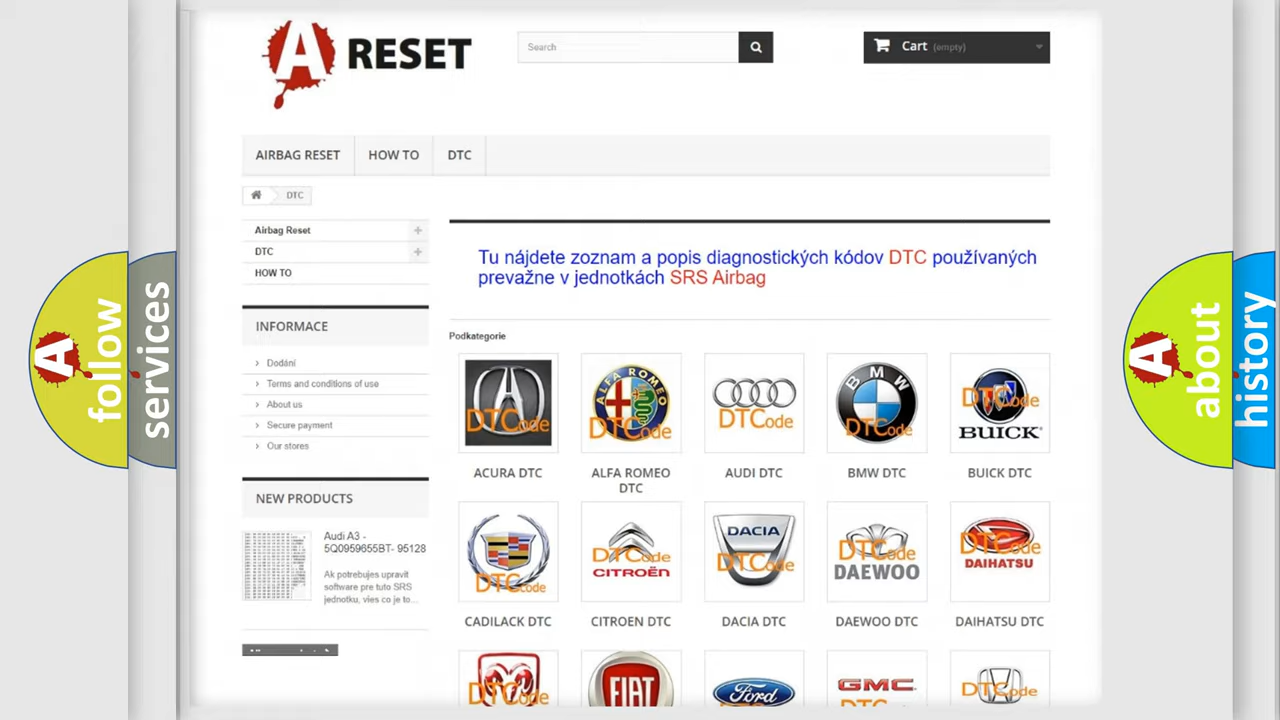 A RESET
Search
Cart (empty)
AIRBAG RESET
HOW TO
DTC
DTC
Airbag Reset
DTC
HOW TO
INFORMACE
Dodání
Terms and conditions of use
About us
Secure payment
Our stores
NEW PRODUCTS
Audi A3 -
5Q0959655BT- 95128
Ak potrebujes upravit
software pre tuto SRS
jednotku, vies co je to...
Tu nájdete zoznam a popis diagnostických kódov DTC používaných
prevažne v jednotkách SRS Airbag
Podkategorie
DTCode
ALFA ROMEO
DTCode
DTCode
BMW
DTCode
DTCode
BUICK
ACURA DTC
ALFA ROMEO
DTC
AUDI DTC
BMW DTC
BUICK DTC
DTCode
DTCode
CITROËN
DACIA
DTCode
DTCode
DAEWOO
DTCode
DAIHATSU
CADILACK DTC
CITROEN DTC
DACIA DTC
DAEWOO DTC
DAIHATSU DTC
DTCode
FIAT
Ford
GMC
DTCode
A follow
services
A about
history